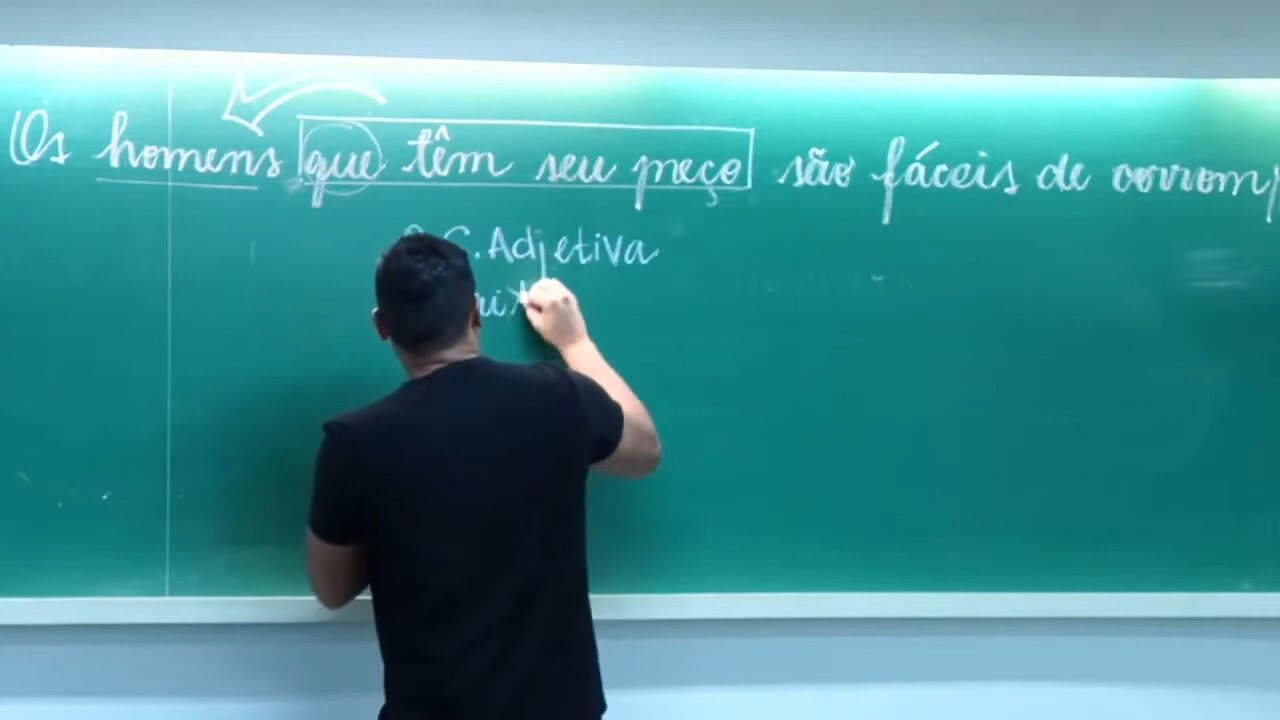 Os homens que têm seu preço são fáceis de corromp
S. Adjetiva